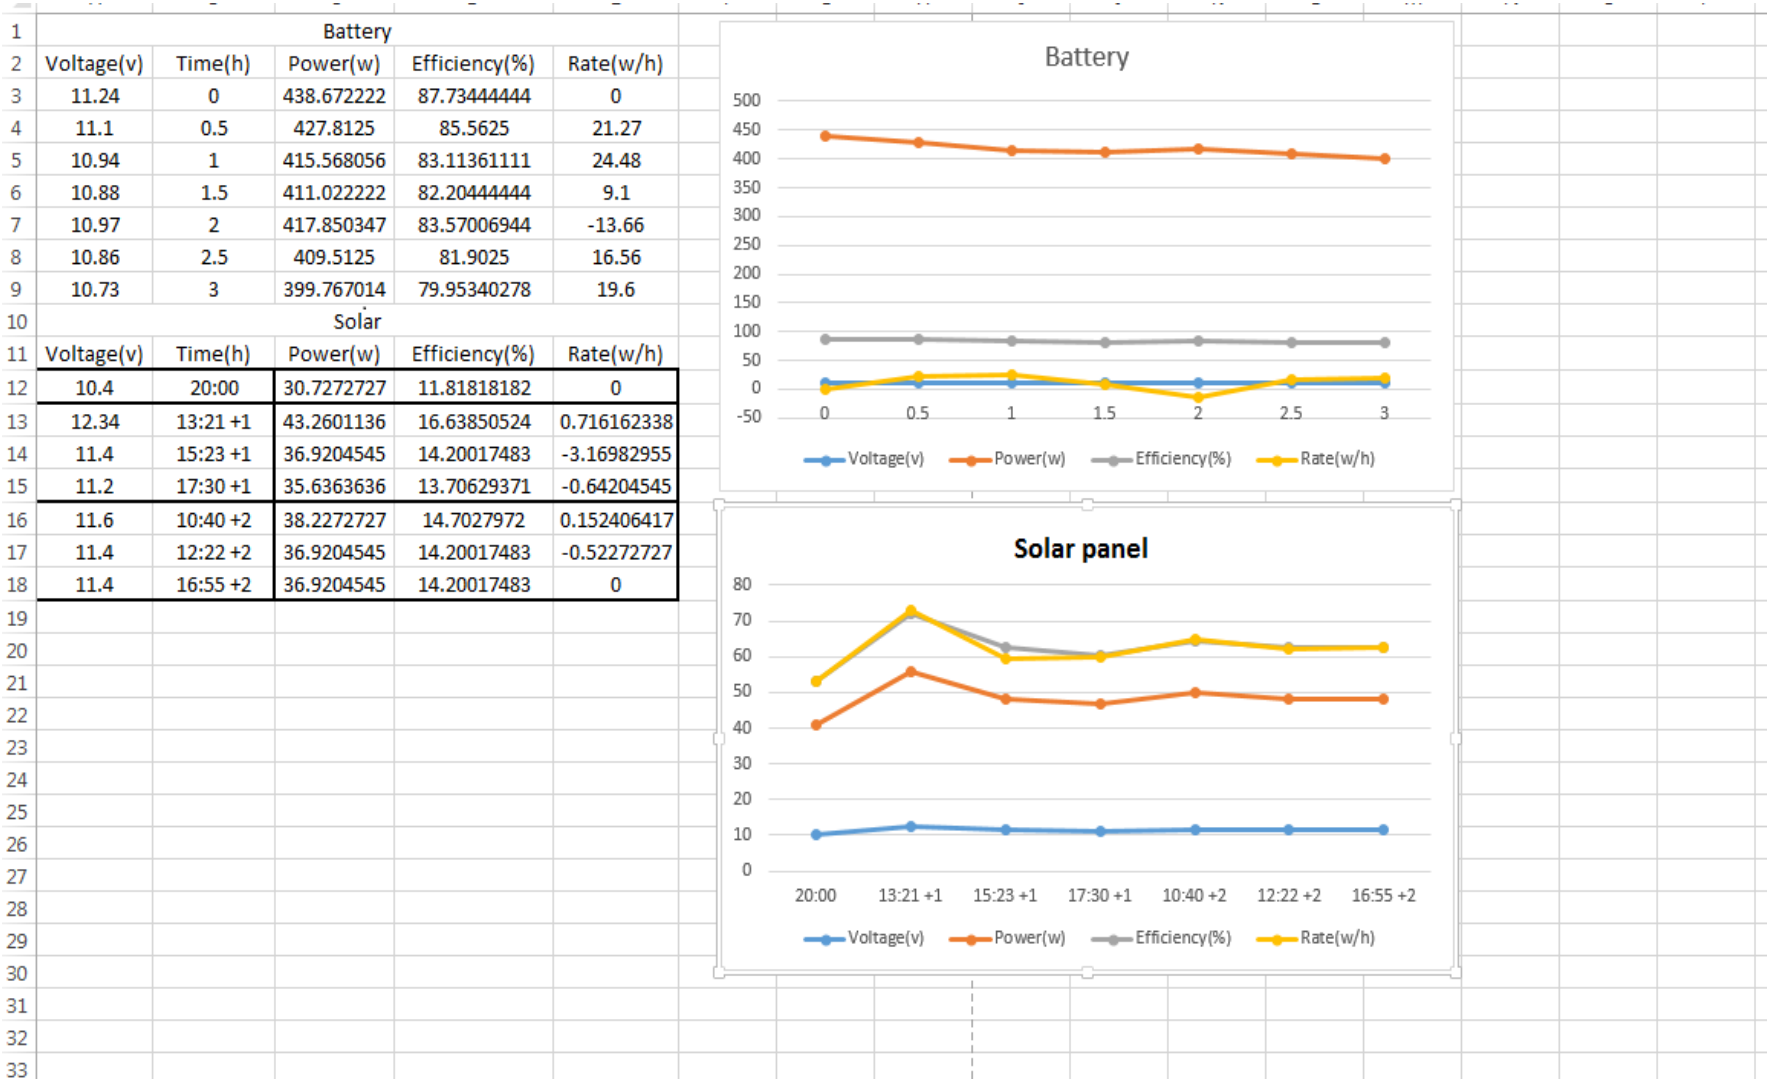 1 Battery
2 Voltage(v) Time(h) Power(w) Efficiency(%) Rate(w/h)
3 11.24 0 438.672222 87.73444444 0
4 11.1 0.5 427.8125 85.5625 21.27
5 10.94 1 415.568056 83.11361111 24.48
6 10.88 1.5 411.022222 82.20444444 9.1
7 10.97 2 417.850347 83.57006944 -13.66
8 10.86 2.5 409.5125 81.9025 16.56
9 10.73 3 399.767014 79.95340278 19.6
10 Solar
11 Voltage(v) Time(h) Power(w) Efficiency(%) Rate(w/h)
12 10.4 20:00 30.7272727 11.81818182 0
13 12.34 13:21 +1 43.2601136 16.63850524 0.716162338
14 11.4 15:23 +1 36.9204545 14.20017483 -3.16982955
15 11.2 17:30 +1 35.6363636 13.70629371 -0.64204545
16 11.6 10:40 +2 38.2272727 14.7027972 0.152406417
17 11.4 12:22 +2 36.9204545 14.20017483 -0.52272727
18 11.4 16:55 +2 36.9204545 14.20017483 0
19
20
21
22
23
24
25
26
27
28
29
30
31
32
33
Battery
500
450
400
350
300
250
200
150
100
50
0
-50
0 0.5 1 1.5 2 2.5 3
Voltage(v) Power(w) Efficiency(%) Rate(w/h)
Solar panel
80
70
60
50
40
30
20
10
0
20:00 13:21 +1 15:23 +1 17:30 +1 10:40 +2 12:22 +2 16:55 +2
Voltage(v) Power(w) Efficiency(%) Rate(w/h)